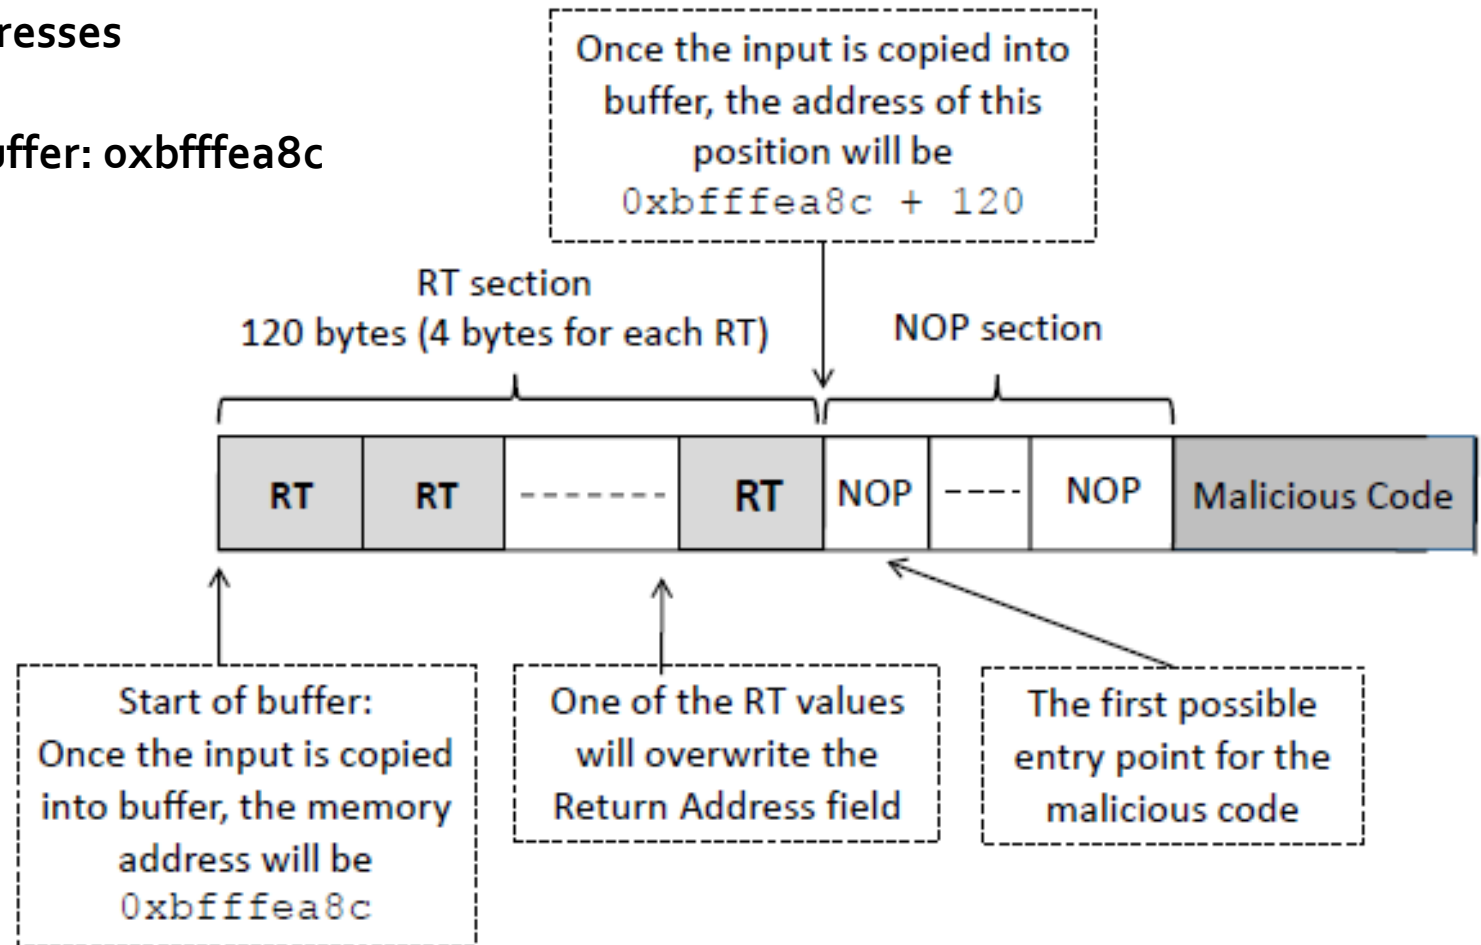 resses
uffer: oxbfffea8c
Once the input is copied into
buffer, the address of this
position will be
0xbfffea8c + 120
RT section
120 bytes (4 bytes for each RT)
NOP section
RT RT RT NOP NOP Malicious Code
Start of buffer:
Once the input is copied
into buffer, the memory
address will be
0xbfffea8c
One of the RT values
will overwrite the
Return Address field
The first possible
entry point for the
malicious code